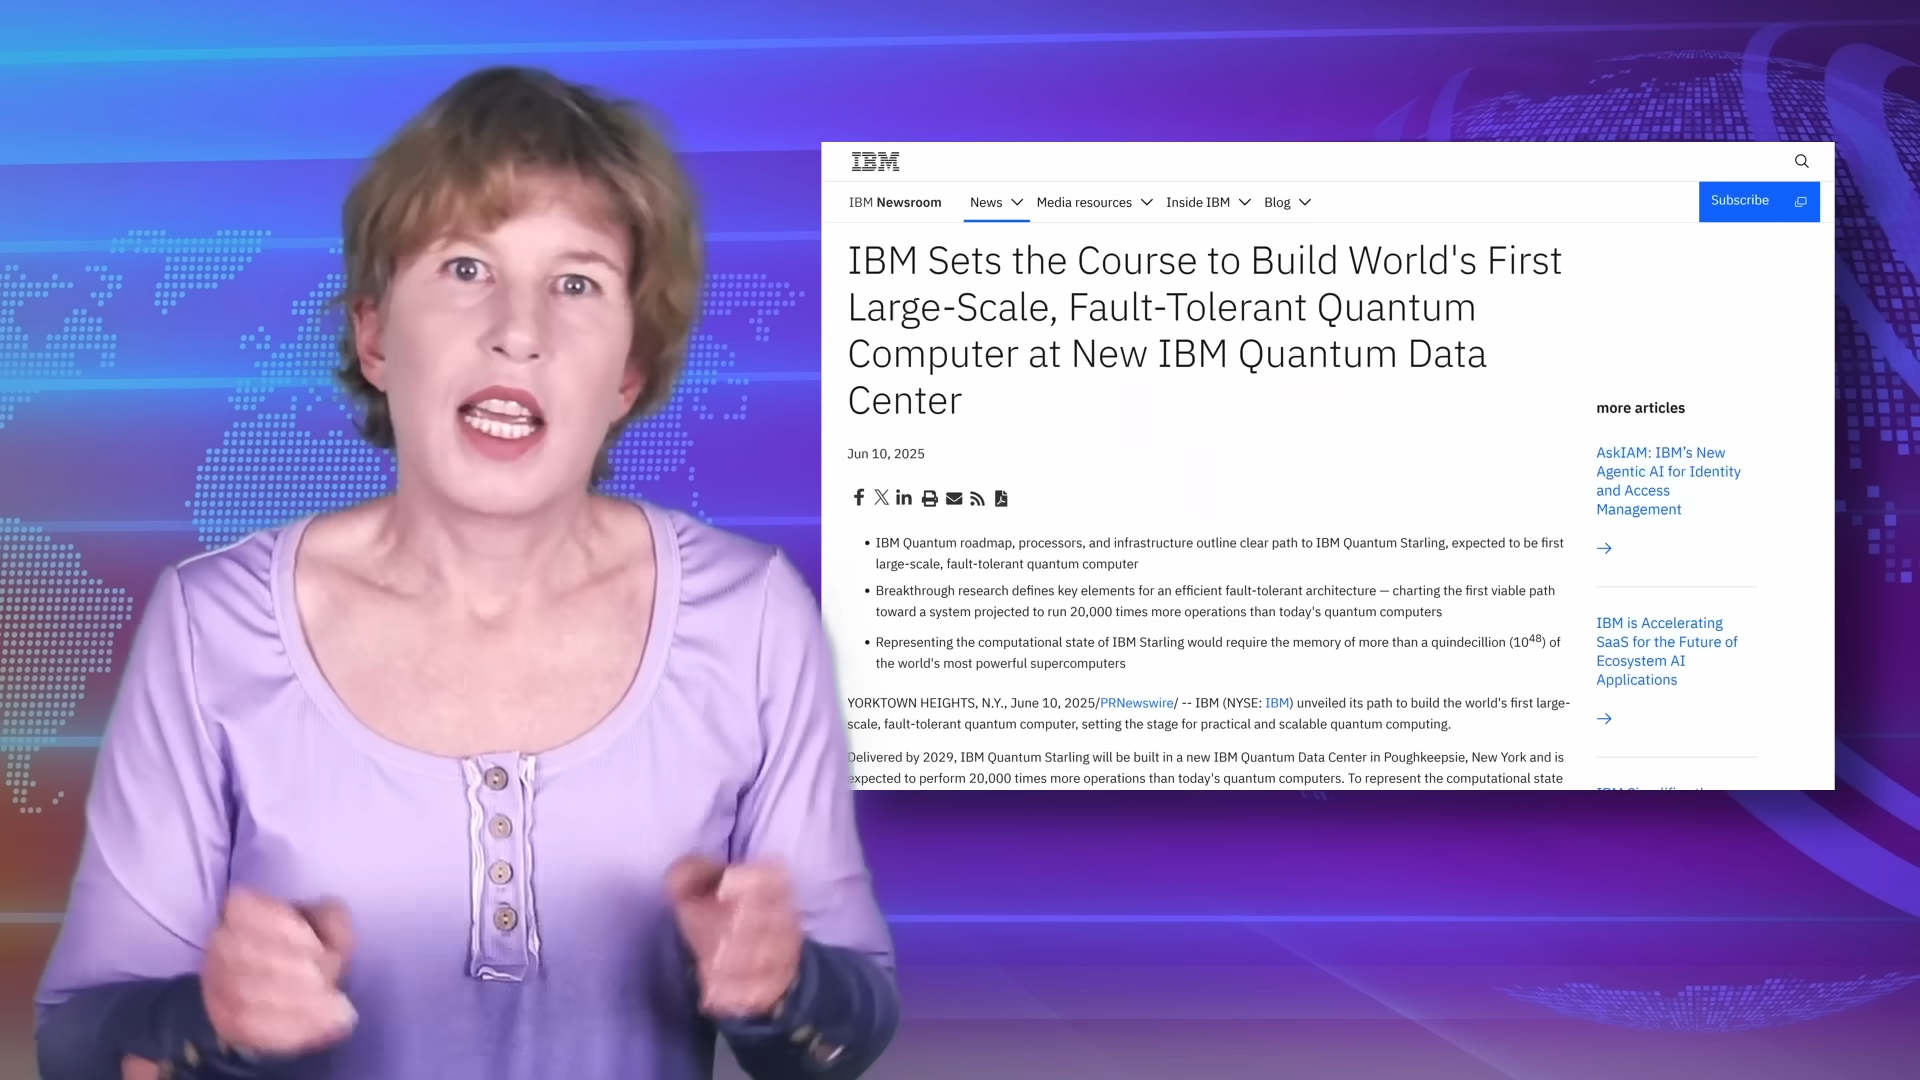 IBM
IBM Newsroom News Media resources Inside IBM Blog Subscribe
IBM Sets the Course to Build World's First
Large-Scale, Fault-Tolerant Quantum
Computer at New IBM Quantum Data
Center
Jun 10, 2025
• IBM Quantum roadmap, processors, and infrastructure outline clear path to IBM Quantum Starling, expected to be first
large-scale, fault-tolerant quantum computer
• Breakthrough research defines key elements for an efficient fault-tolerant architecture — charting the first viable path
toward a system projected to run 20,000 times more operations than today's quantum computers
• Representing the computational state of IBM Starling would require the memory of more than a quindecillion (10⁴⁸) of
the world's most powerful supercomputers
YORKTOWN HEIGHTS, N.Y., June 10, 2025/PRNewswire/ -- IBM (NYSE: IBM) unveiled its path to build the world's first large-
scale, fault-tolerant quantum computer, setting the stage for practical and scalable quantum computing.
Delivered by 2029, IBM Quantum Starling will be built in a new IBM Quantum Data Center in Poughkeepsie, New York and is
expected to perform 20,000 times more operations than today's quantum computers. To represent the computational state
more articles
AskIAM: IBM's New
Agentic AI for Identity
and Access
Management
IBM is Accelerating
SaaS for the Future of
Ecosystem AI
Applications